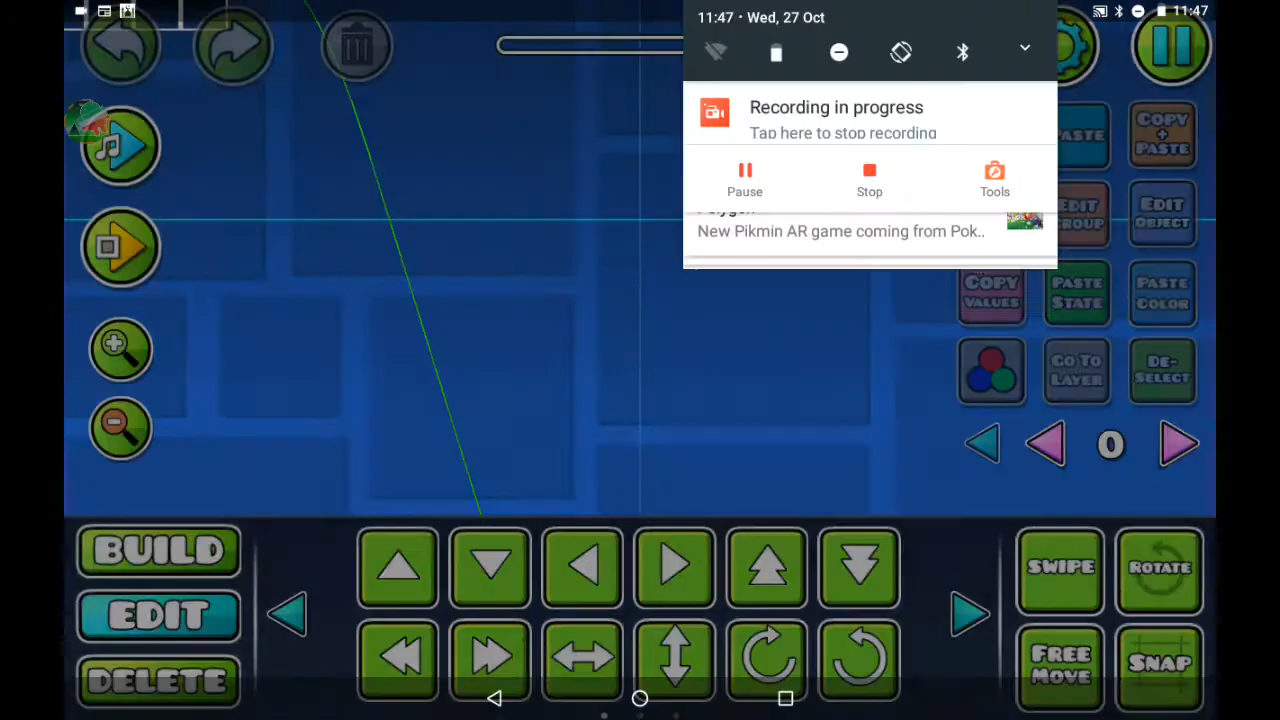 11:47
11:47 • Wed, 27 Oct
Recording in progress
Tap here to stop recording
Pause
Stop
Tools
Polygon
New Pikmin AR game coming from Pok..
PASTE
COPY
+
PASTE
EDIT
GROUP
EDIT
OBJECT
COPY
VALUES
PASTE
STATE
PASTE
COLOR
GO TO
LAYER
DE-
SELECT
0
BUILD
EDIT
DELETE
SWIPE
ROTATE
FREE
MOVE
SNAP